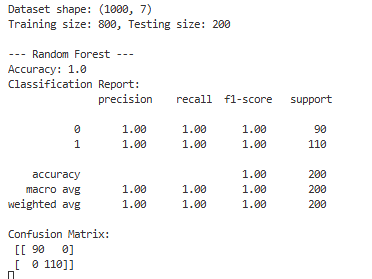 Dataset shape: (1000, 7)
Training size: 800, Testing size: 200
--- Random Forest ---
Accuracy: 1.0
Classification Report:
precision recall f1-score support
0 1.00 1.00 1.00 90
1 1.00 1.00 1.00 110
accuracy 1.00 200
macro avg 1.00 1.00 1.00 200
weighted avg 1.00 1.00 1.00 200
Confusion Matrix:
[[ 90 0]
[ 0 110]]